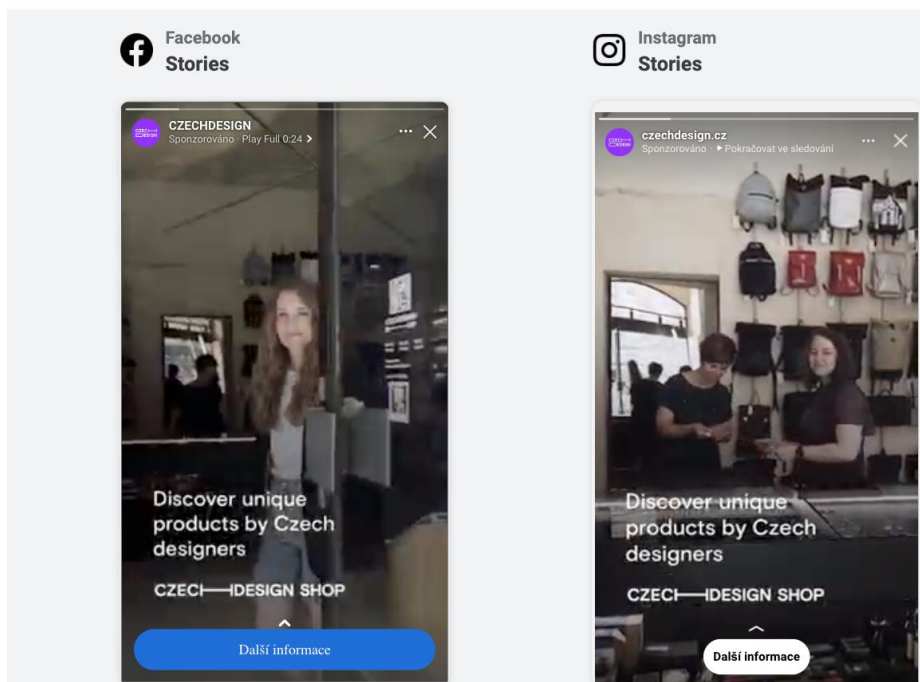 Facebook
Stories
CZECHDESIGN
Sponzorováno · Play Full 0:24
Discover unique
products by Czech
designers
CZECH DESIGN SHOP
Další informace
Instagram
Stories
czechdesign.cz
Sponzorováno · Pokračovat ve sledování
Discover unique
products by Czech
designers
CZECH DESIGN SHOP
Další informace